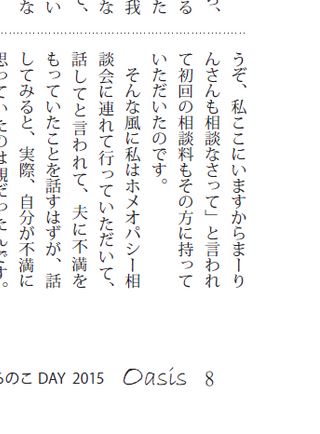 る
我
な
い
な
うぞ、私ここにいますからまーり
んさんも相談なさって」と言われ
て初回の相談料もその方に持って
いただいたのです。
そんな風に私はホメオパシー相
談会に連れて行っていただいて、
話してと言われて、夫に不満を
もっていたことを話すはずが、話
してみると、実際、自分が不満に
思っていたのは親だったんです。
のこ DAY 2015 Oasis 8